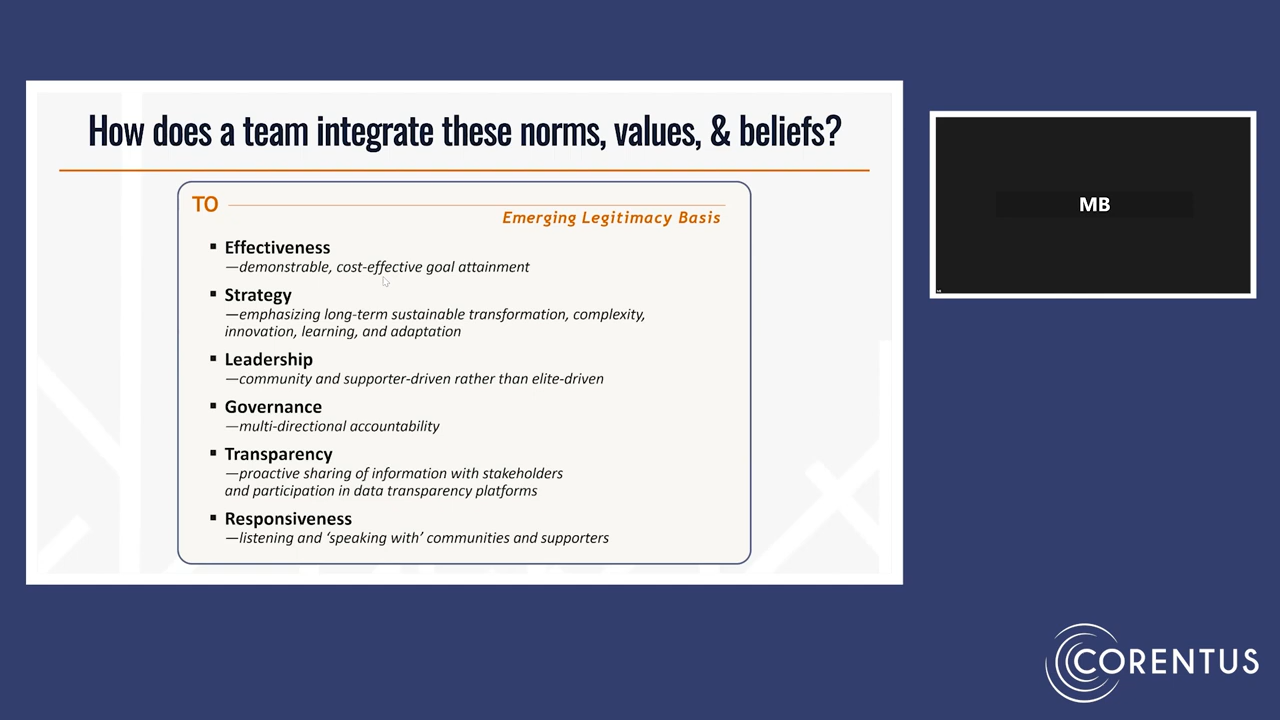 How does a team integrate these norms, values, & beliefs?
TO
Emerging Legitimacy Basis
▪ Effectiveness
—demonstrable, cost-effective goal attainment
▪ Strategy
—emphasizing long-term sustainable transformation, complexity,
innovation, learning, and adaptation
▪ Leadership
—community and supporter-driven rather than elite-driven
▪ Governance
—multi-directional accountability
▪ Transparency
—proactive sharing of information with stakeholders
and participation in data transparency platforms
▪ Responsiveness
—listening and ‘speaking with’ communities and supporters
MB
CORENTUS